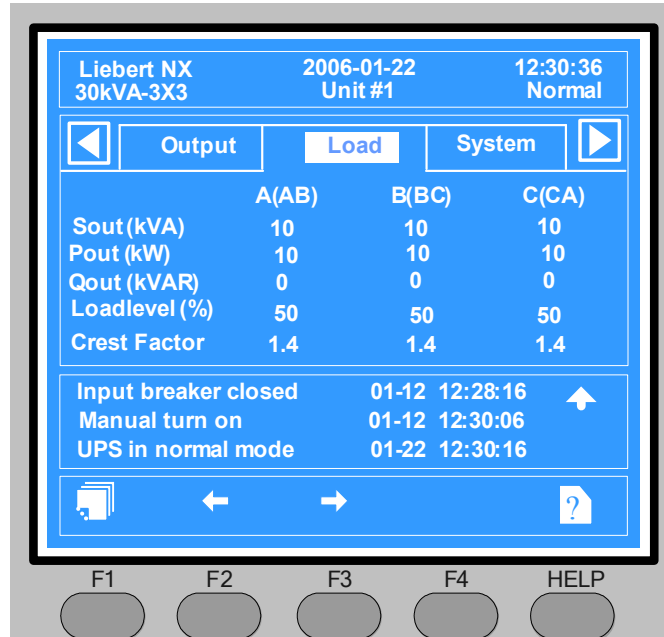 Liebert NX 2006-01-22 12:30:36
30kVA-3X3 Unit #1 Normal
Output Load System
A(AB) B(BC) C(CA)
Sout (kVA) 10 10 10
Pout (kW) 10 10 10
Qout (kVAR) 0 0 0
Loadlevel (%) 50 50 50
Crest Factor 1.4 1.4 1.4
Input breaker closed 01-12 12:28:16
Manual turn on 01-12 12:30:06
UPS in normal mode 01-22 12:30:16
?
F1 F2 F3 F4 HELP